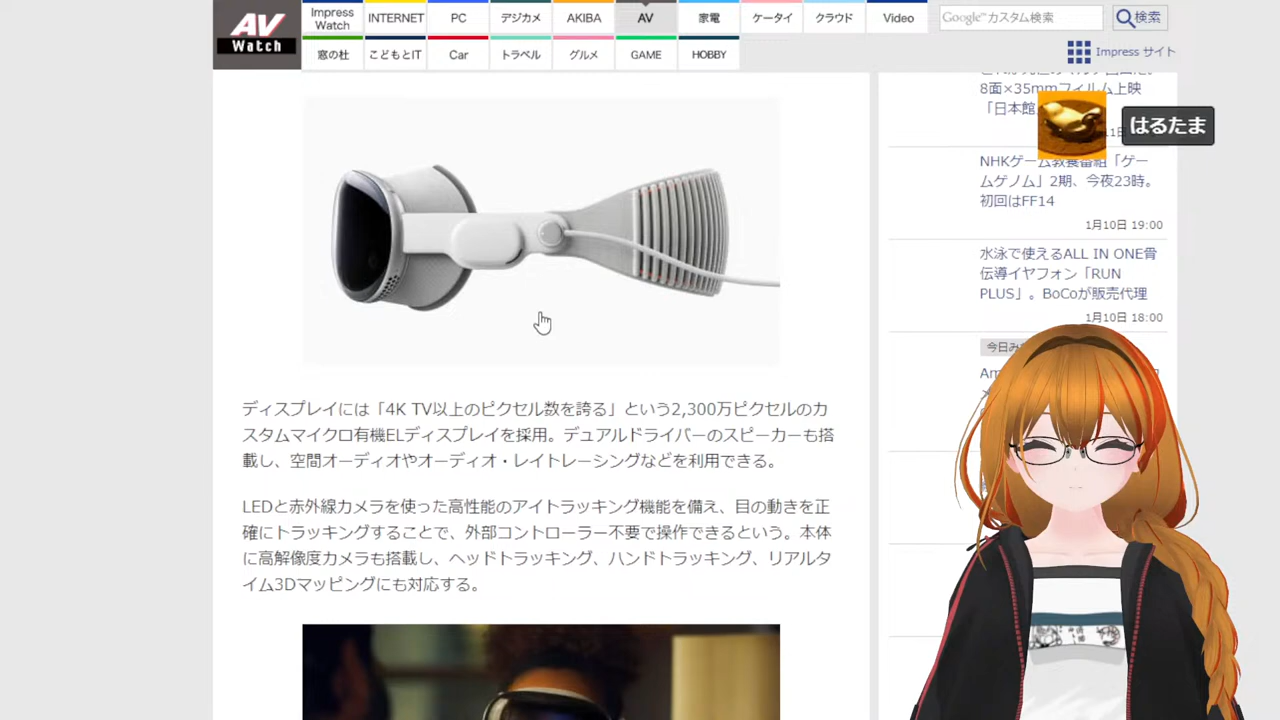 AV Watch
Impress Watch
INTERNET
PC
デジカメ
AKIBA
AV
家電
ケータイ
クラウド
Video
Google カスタム検索
検索
窓の杜
こどもとIT
Car
トラベル
グルメ
GAME
HOBBY
Impress サイト
8面×35mmフィルム上映
「日本館
はるたま
NHKゲーム教養番組「ゲー
ムゲノム」2期、今夜23時。
初回はFF14
1月10日 19:00
水泳で使えるALL IN ONE骨
伝導イヤフォン「RUN
PLUS」。BoCoが販売代理
1月10日 18:00
ディスプレイには「4K TV以上のピクセル数を誇る」という2,300万ピクセルのカ
スタムマイクロ有機ELディスプレイを採用。デュアルドライバーのスピーカーも搭
載し、空間オーディオやオーディオ・レイトレーシングなどを利用できる。
LEDと赤外線カメラを使った高性能のアイトラッキング機能を備え、目の動きを正
確にトラッキングすることで、外部コントローラー不要で操作できるという。本体
に高解像度カメラも搭載し、ヘッドトラッキング、ハンドトラッキング、リアルタ
イム3Dマッピングにも対応する。